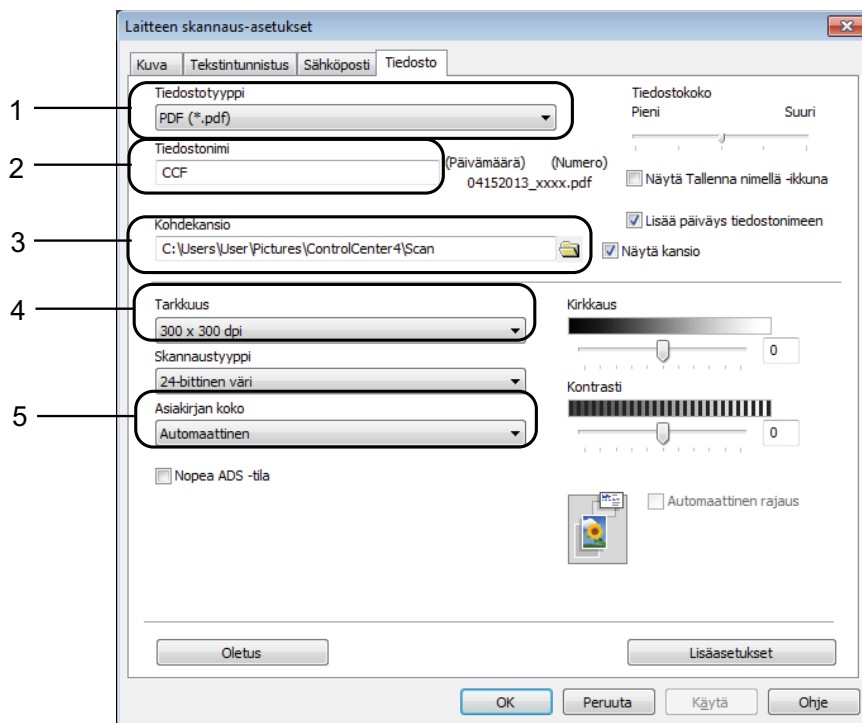 Laitteen skannaus-asetukset
Kuva Tekstintunnistus Sähköposti Tiedosto
1
Tiedostotyyppi
PDF (*.pdf)
Tiedostokoko
Pieni Suuri
2
Tiedostonimi
CCF
(Päivämäärä) (Numero)
04152013_xxxx.pdf
Näytä Tallenna nimellä -ikkuna
Lisää päiväys tiedostonimeen
3
Kohdekansio
C:\Users\User\Pictures\ControlCenter4\Scan
Näytä kansio
4
Tarkkuus
300 x 300 dpi
Kirkkaus
0
Skannaustyyppi
24-bittinen väri
Kontrasti
0
5
Asiakirjan koko
Automaattinen
Nopea ADS -tila
Automaattinen rajaus
Oletus Lisäasetukset
OK Peruuta Käytä Ohje